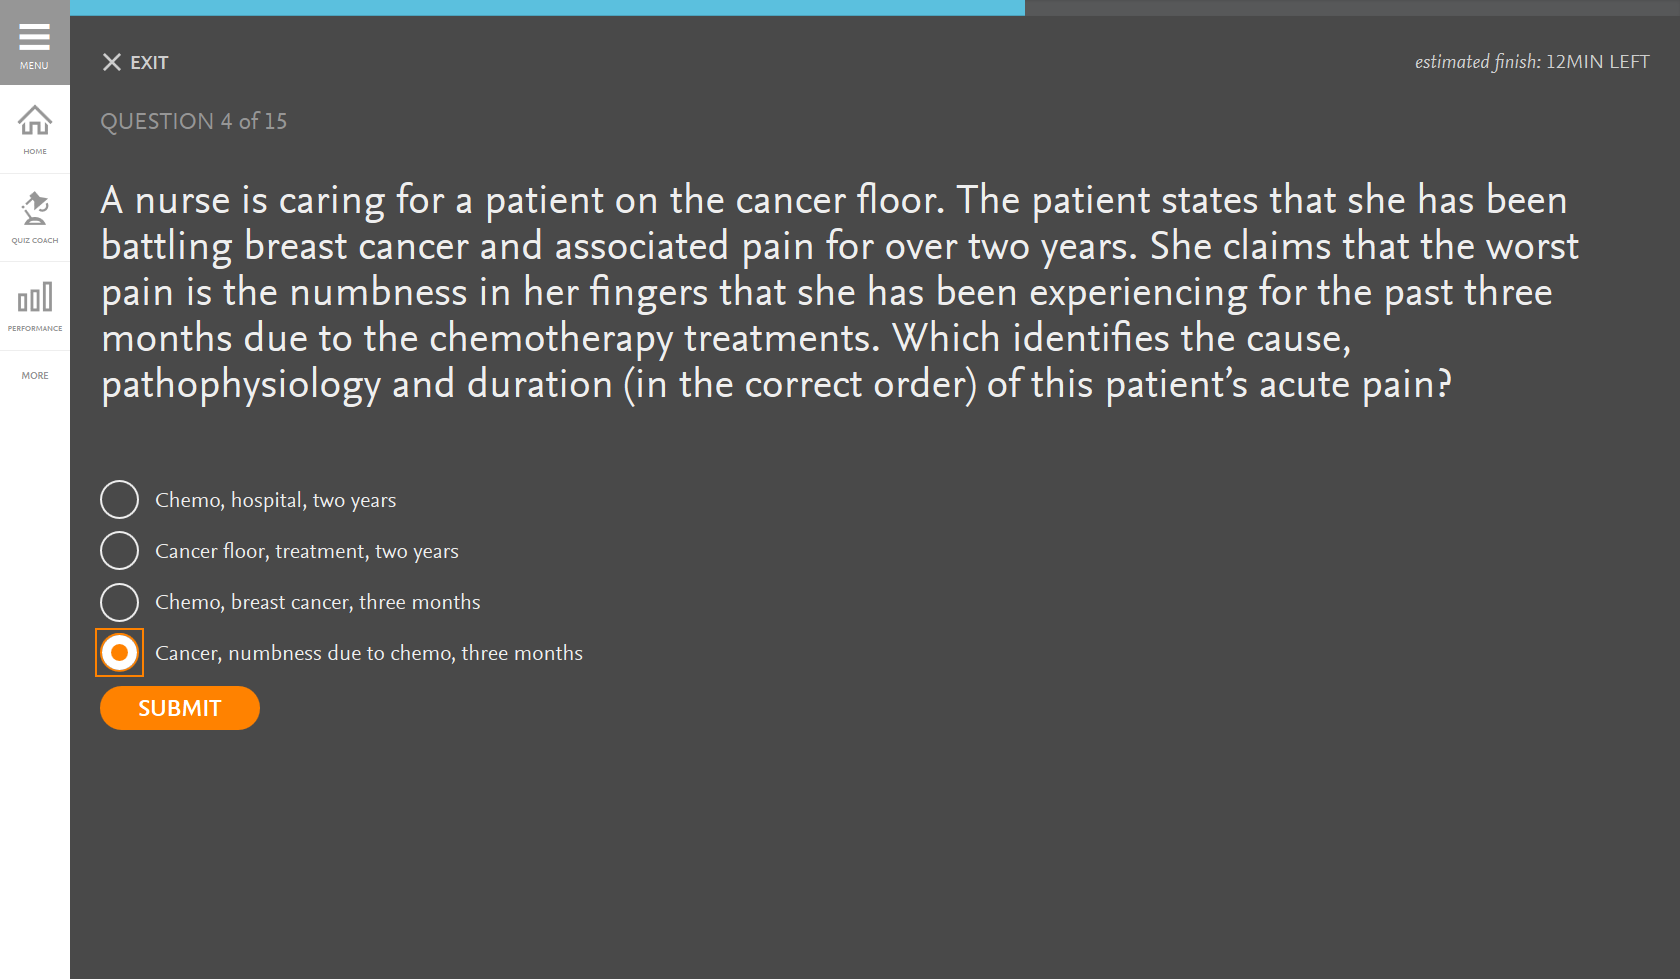 MENU
HOME
QUIZ COACH
PERFORMANCE
MORE
EXIT
estimated finish: 12MIN LEFT
QUESTION 4 of 15
A nurse is caring for a patient on the cancer floor. The patient states that she has been
battling breast cancer and associated pain for over two years. She claims that the worst
pain is the numbness in her fingers that she has been experiencing for the past three
months due to the chemotherapy treatments. Which identifies the cause,
pathophysiology and duration (in the correct order) of this patient’s acute pain?
Chemo, hospital, two years
Cancer floor, treatment, two years
Chemo, breast cancer, three months
Cancer, numbness due to chemo, three months
SUBMIT